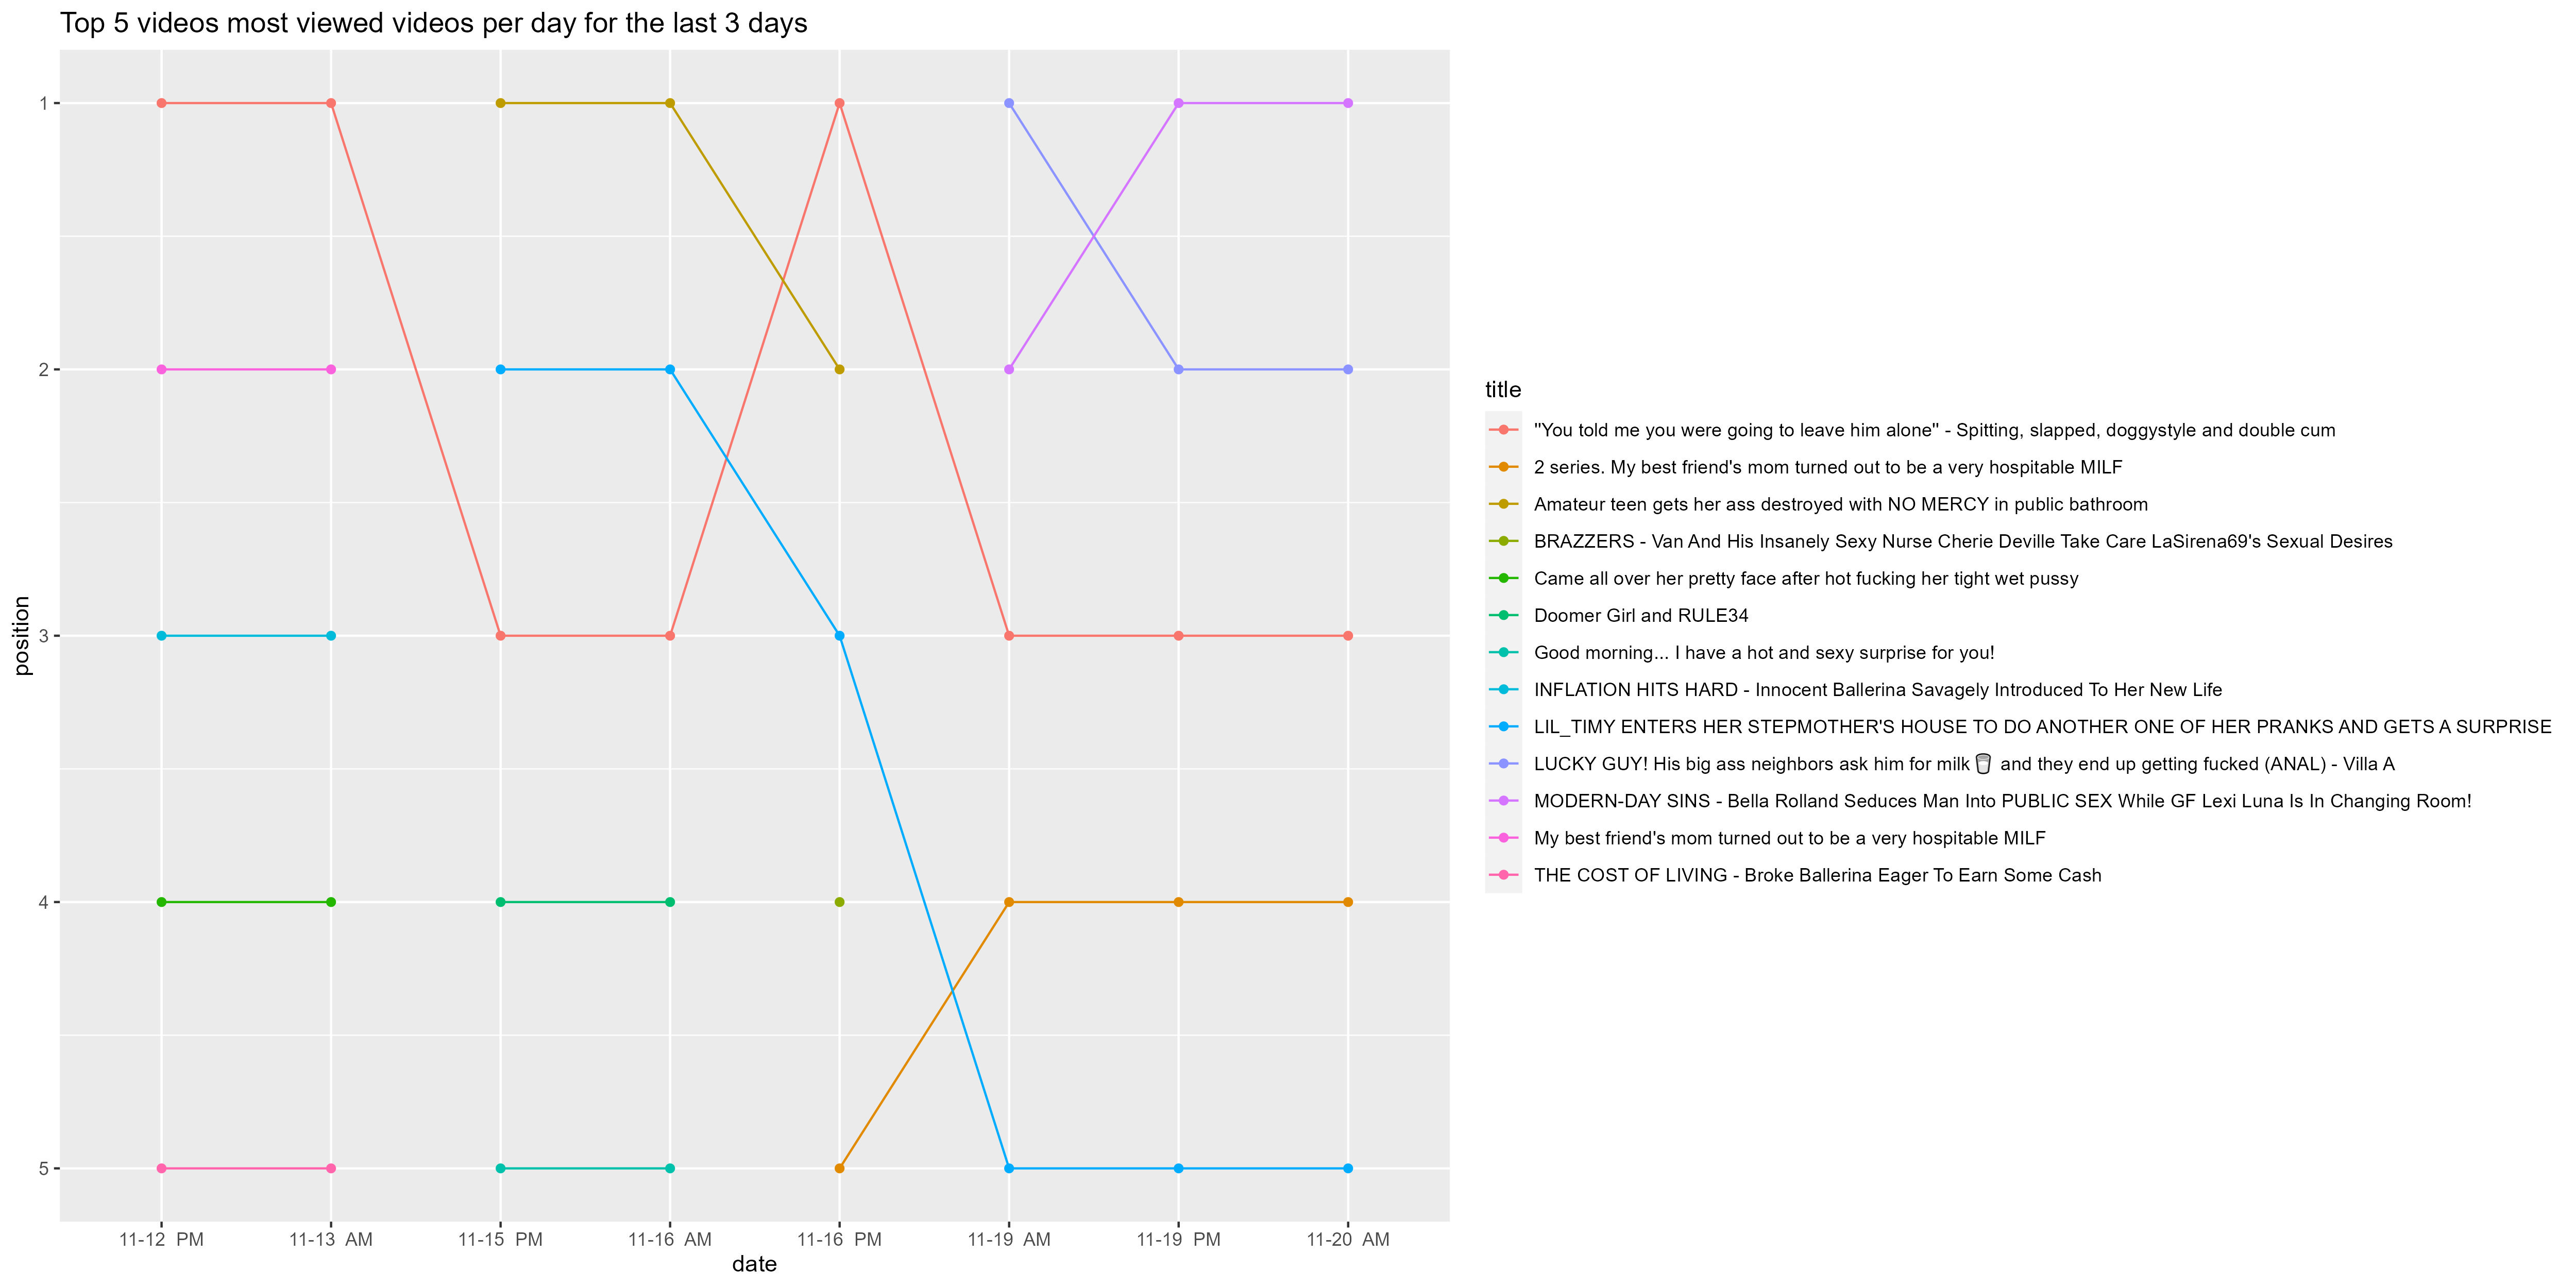 Top 5 videos most viewed videos per day for the last 3 days
position
1
2
3
4
5
11-12 PM
11-13 AM
11-15 PM
11-16 AM
11-16 PM
11-19 AM
11-19 PM
11-20 AM
date
title
"You told me you were going to leave him alone" - Spitting, slapped, doggystyle and double cum
2 series. My best friend's mom turned out to be a very hospitable MILF
Amateur teen gets her ass destroyed with NO MERCY in public bathroom
BRAZZERS - Van And His Insanely Sexy Nurse Cherie Deville Take Care LaSirena69's Sexual Desires
Came all over her pretty face after hot fucking her tight wet pussy
Doomer Girl and RULE34
Good morning... I have a hot and sexy surprise for you!
INFLATION HITS HARD - Innocent Ballerina Savagely Introduced To Her New Life
LIL_TIMY ENTERS HER STEPMOTHER'S HOUSE TO DO ANOTHER ONE OF HER PRANKS AND GETS A SURPRISE
LUCKY GUY! His big ass neighbors ask him for milk🥛 and they end up getting fucked (ANAL) - Villa A
MODERN-DAY SINS - Bella Rolland Seduces Man Into PUBLIC SEX While GF Lexi Luna Is In Changing Room!
My best friend's mom turned out to be a very hospitable MILF
THE COST OF LIVING - Broke Ballerina Eager To Earn Some Cash